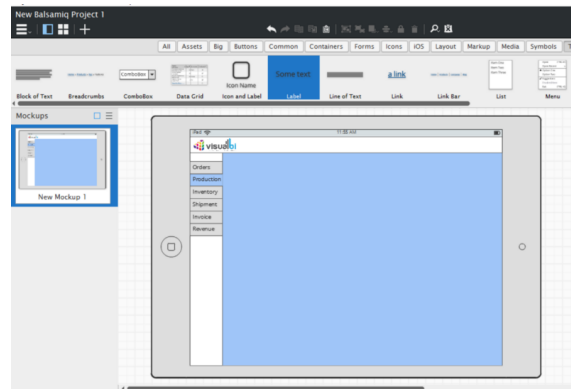 New Balsamiq Project 1
All Assets Big Buttons Common Containers Forms Icons iOS Layout Markup Media Symbols T
ComboBox
Icon Name
Some text
a link
Block of Text Breadcrumbs ComboBox Data Grid Icon and Label Label Line of Text Link Link Bar List Menu
Mockups
New Mockup 1
iPad 11:55 AM
visualbi
Orders
Production
Inventory
Shipment
Invoice
Revenue